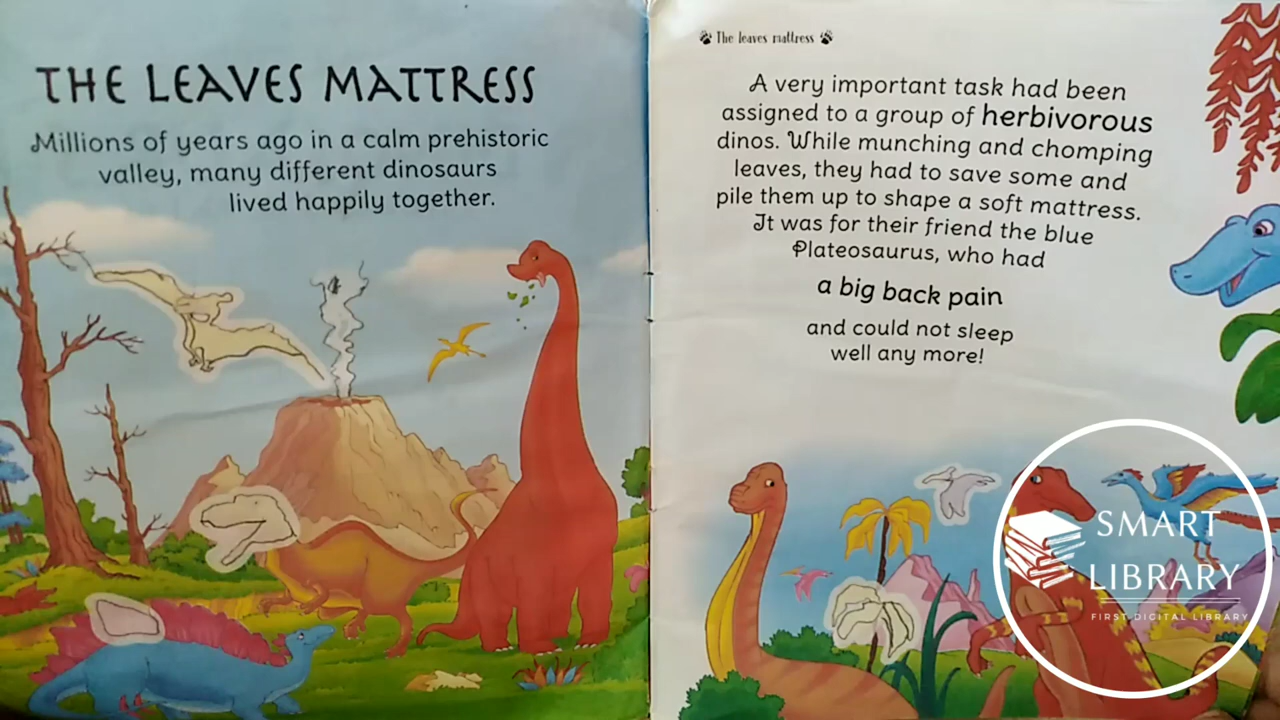 THE LEAVES MATTRESS
Millions of years ago in a calm prehistoric
valley, many different dinosaurs
lived happily together.
The leaves mattress
A very important task had been
assigned to a group of herbivorous
dinos. While munching and chomping
leaves, they had to save some and
pile them up to shape a soft mattress.
It was for their friend the blue
Plateosaurus, who had
a big back pain
and could not sleep
well any more!
SMART
LIBRARY
FIRST DIGITAL LIBRARY